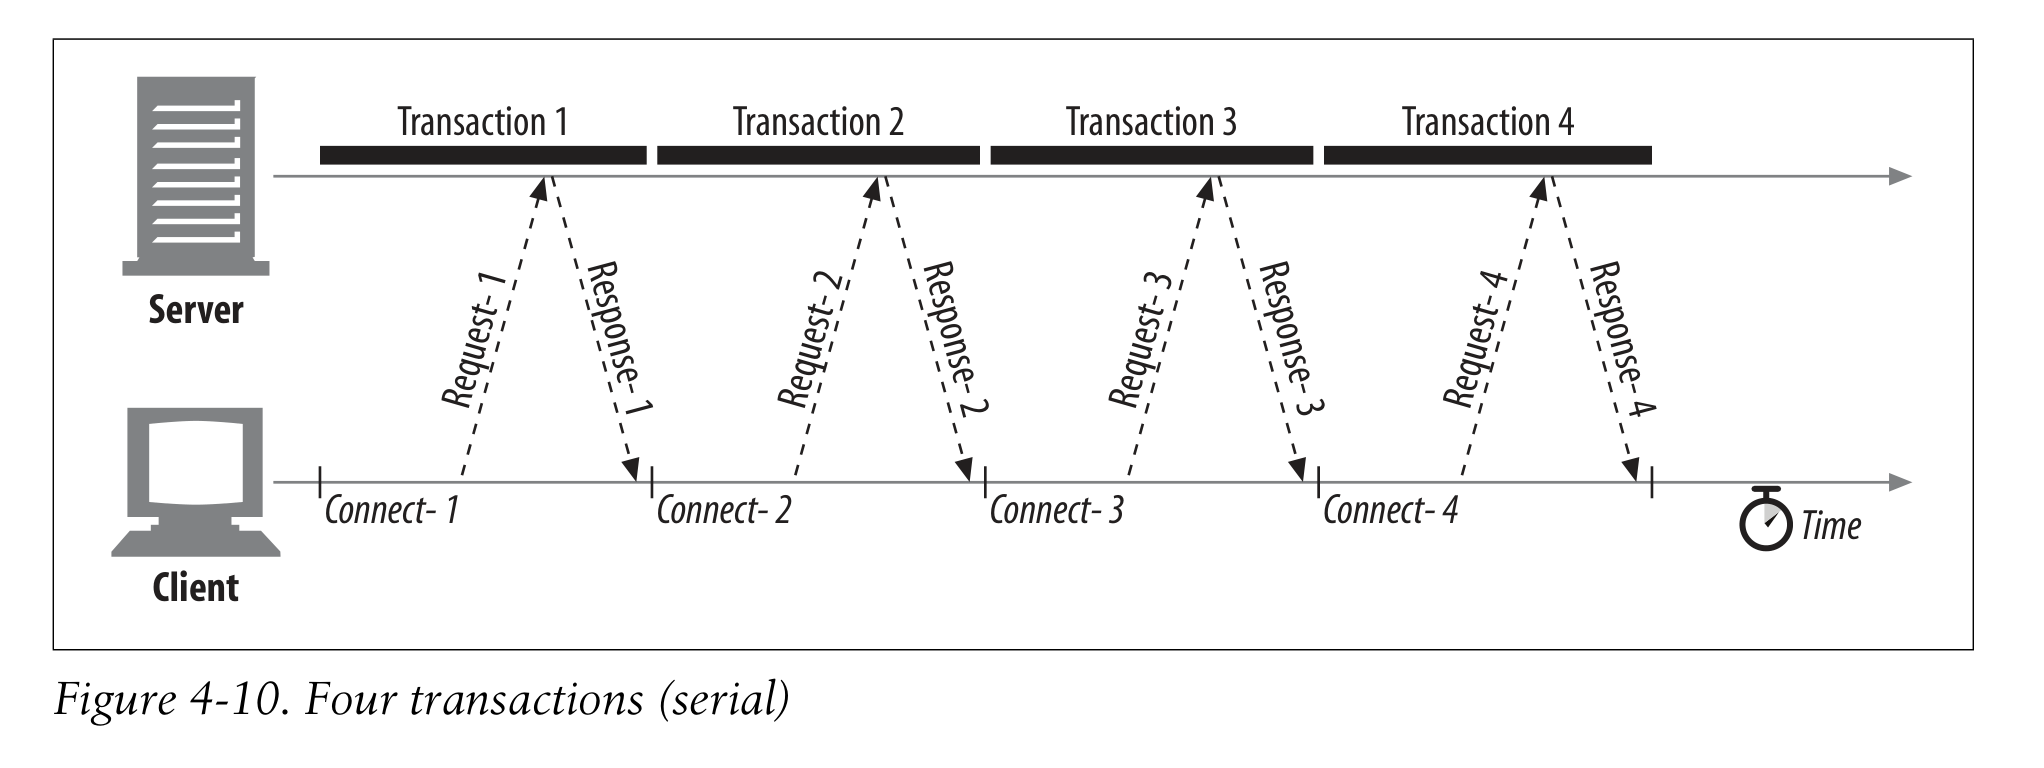 Transaction 1 Transaction 2 Transaction 3 Transaction 4
Server
Request- 1 Response- 1 Request- 2 Response- 2 Request- 3 Response- 3 Request- 4 Response- 4
Connect- 1 Connect- 2 Connect- 3 Connect- 4
Time
Client
Figure 4-10. Four transactions (serial)